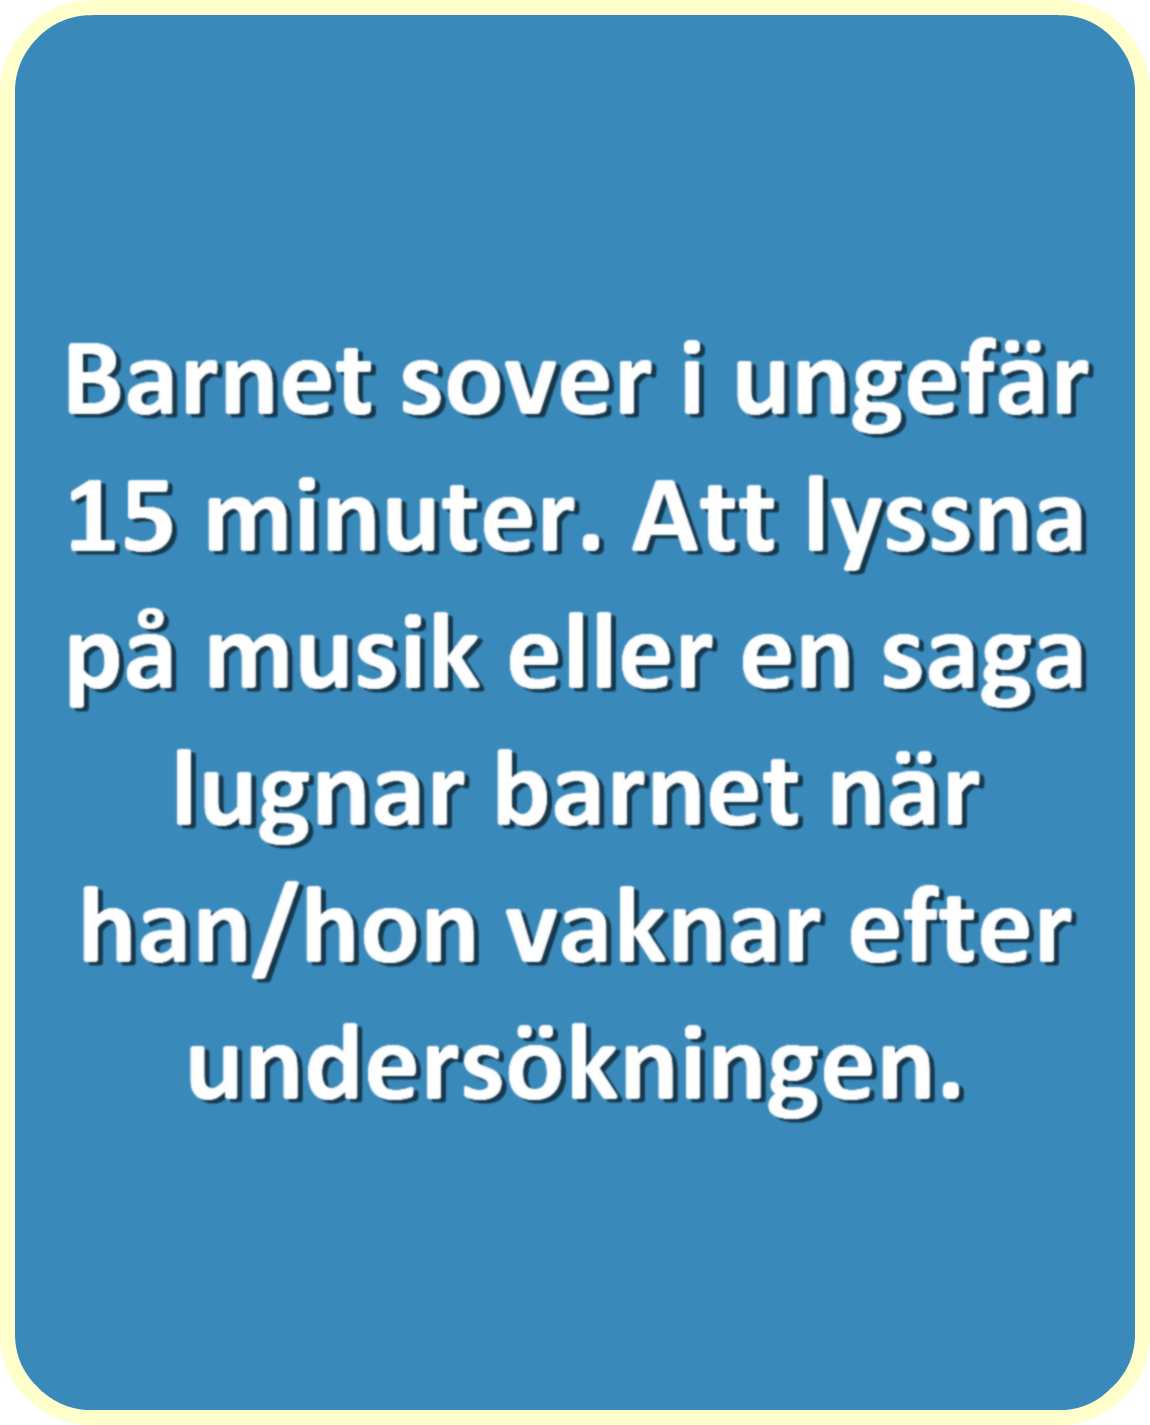 Barnet sover i ungefär
15 minuter. Att lyssna
på musik eller en saga
lugnar barnet när
han/hon vaknar efter
undersökningen.